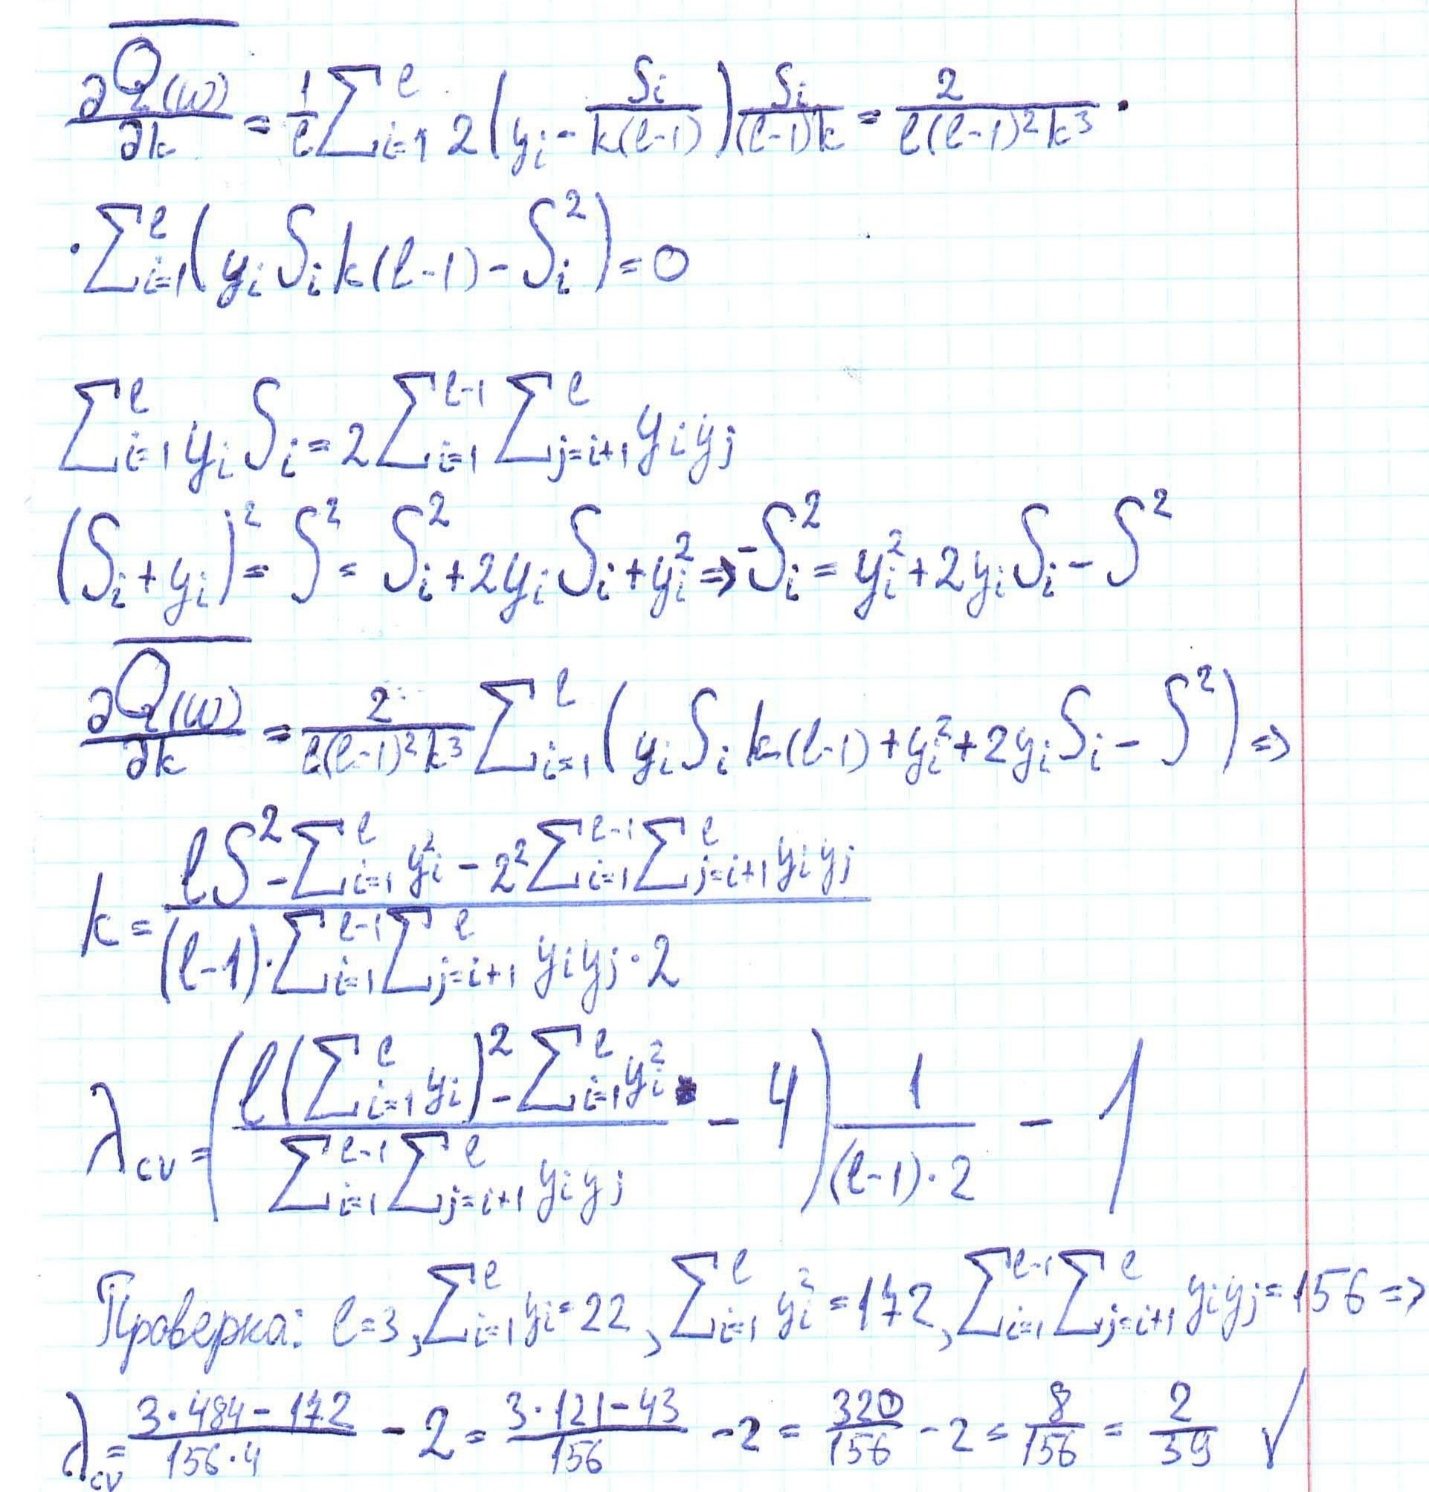 ∂Q̅(w)/∂k = 1/ℓ ∑_{i=1}^ℓ 2(y_i - S_i/(k(ℓ-1))) S_i/((ℓ-1)k) = 2/(ℓ(ℓ-1)²k³) ·
· ∑_{i=1}^ℓ (y_i S_i k(ℓ-1) - S_i²) = 0
∑_{i=1}^ℓ y_i S_i = 2 ∑_{i=1}^{ℓ-1} ∑_{j=i+1}^ℓ y_i y_j
(S_i + y_i)² = S² = S_i² + 2y_i S_i + y_i² ⇒ -S_i² = y_i² + 2y_i S_i - S²
∂Q̅(w)/∂k = 2/(ℓ(ℓ-1)²k³) ∑_{i=1}^ℓ (y_i S_i k(ℓ-1) + y_i² + 2y_i S_i - S²) ⇒
k = (ℓS² - ∑_{i=1}^ℓ y_i² - 2² ∑_{i=1}^{ℓ-1} ∑_{j=i+1}^ℓ y_i y_j)/((ℓ-1)·∑_{i=1}^{ℓ-1} ∑_{j=i+1}^ℓ y_i y_j · 2)
λ_cv = ((ℓ(∑_{i=1}^ℓ y_i)² - ∑_{i=1}^ℓ y_i²)/(∑_{i=1}^{ℓ-1} ∑_{j=i+1}^ℓ y_i y_j) - 4) 1/((ℓ-1)·2) - 1
Проверка: ℓ=3, ∑_{i=1}^ℓ y_i = 22, ∑_{i=1}^ℓ y_i² = 172, ∑_{i=1}^{ℓ-1} ∑_{j=i+1}^ℓ y_i y_j = 156 ⇒
λ_cv = (3·484 - 172)/(156·4) - 2 = (3·121 - 43)/156 - 2 = 320/156 - 2 = 8/156 = 2/39 ✓